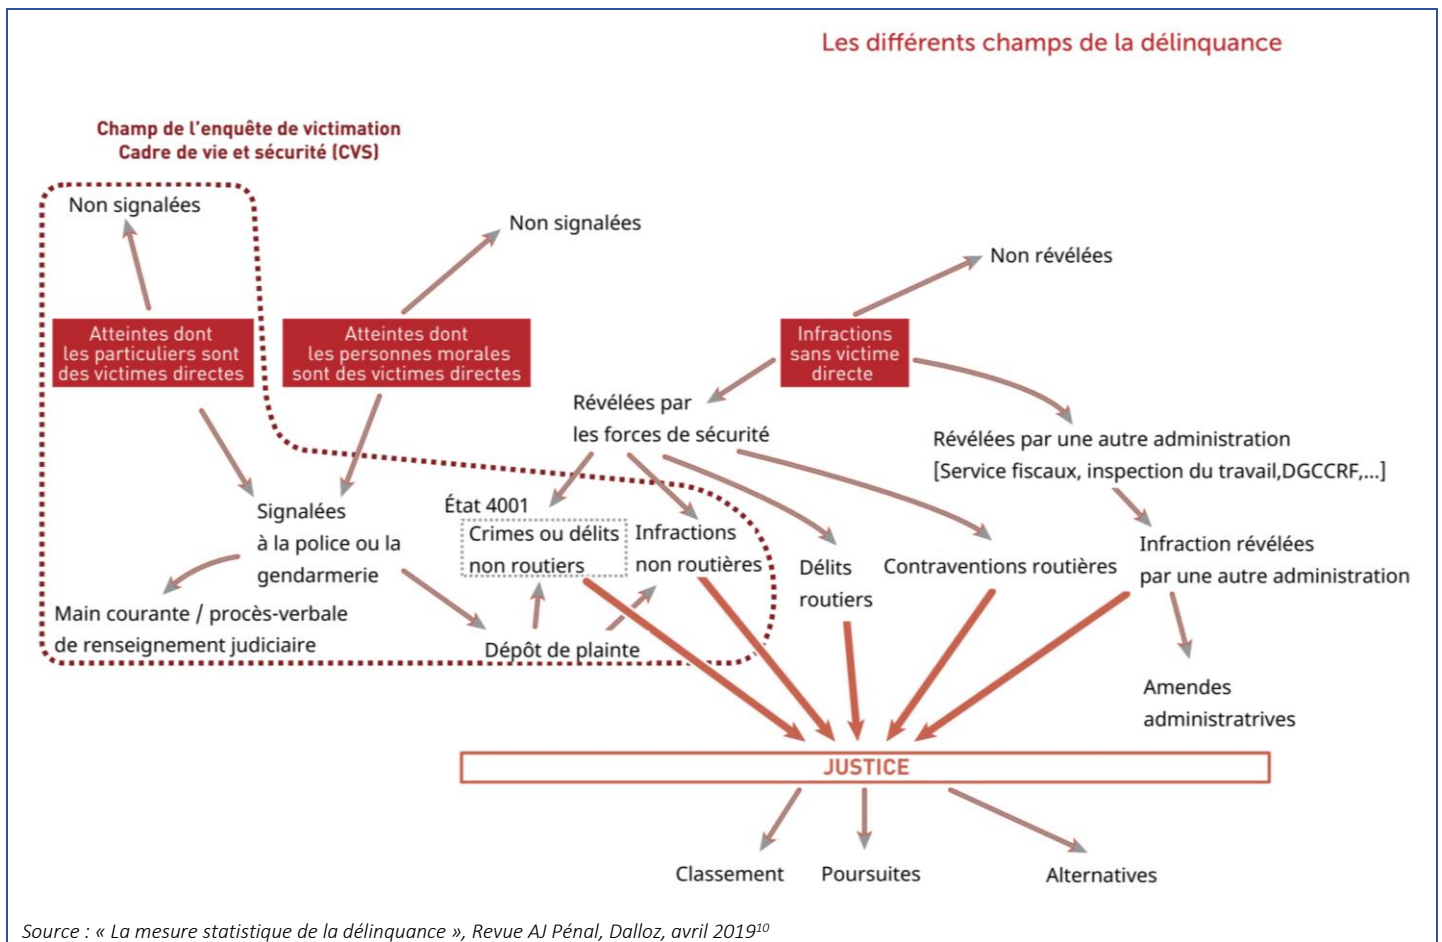 Les différents champs de la délinquance
Champ de l'enquête de victimation
Cadre de vie et sécurité (CVS)
Non signalées
Non signalées
Non révélées
Atteintes dont
les particuliers sont
des victimes directes
Atteintes dont
les personnes morales
sont des victimes directes
Infractions
sans victime
directe
Révélées par
les forces de sécurité
Révélées par une autre administration
[Service fiscaux, inspection du travail,DGCCRF,...]
Signalées
à la police ou la
gendarmerie
État 4001
Crimes ou délits
non routiers
Infractions
non routières
Délits
routiers
Contraventions routières
Infraction révélées
par une autre administration
Main courante / procès-verbale
de renseignement judiciaire
Dépôt de plainte
Amendes
administratrives
JUSTICE
Classement
Poursuites
Alternatives
Source : « La mesure statistique de la délinquance », Revue AJ Pénal, Dalloz, avril 2019¹⁰